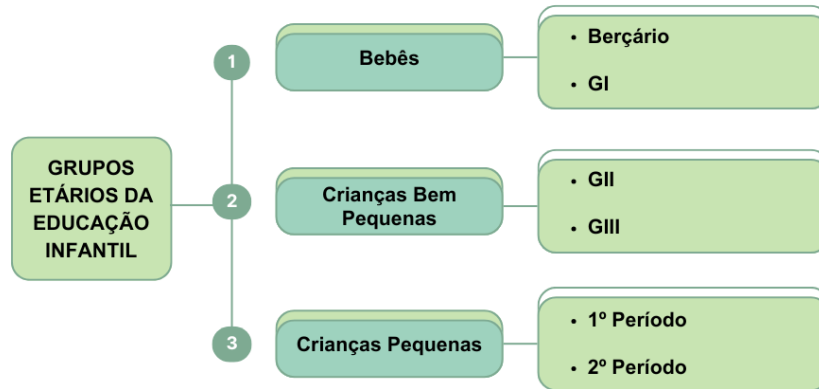 GRUPOS
ETÁRIOS DA
EDUCAÇÃO
INFANTIL
1
Bebês
• Berçário
• GI
2
Crianças Bem
Pequenas
• GII
• GIII
3
Crianças Pequenas
• 1º Período
• 2º Período